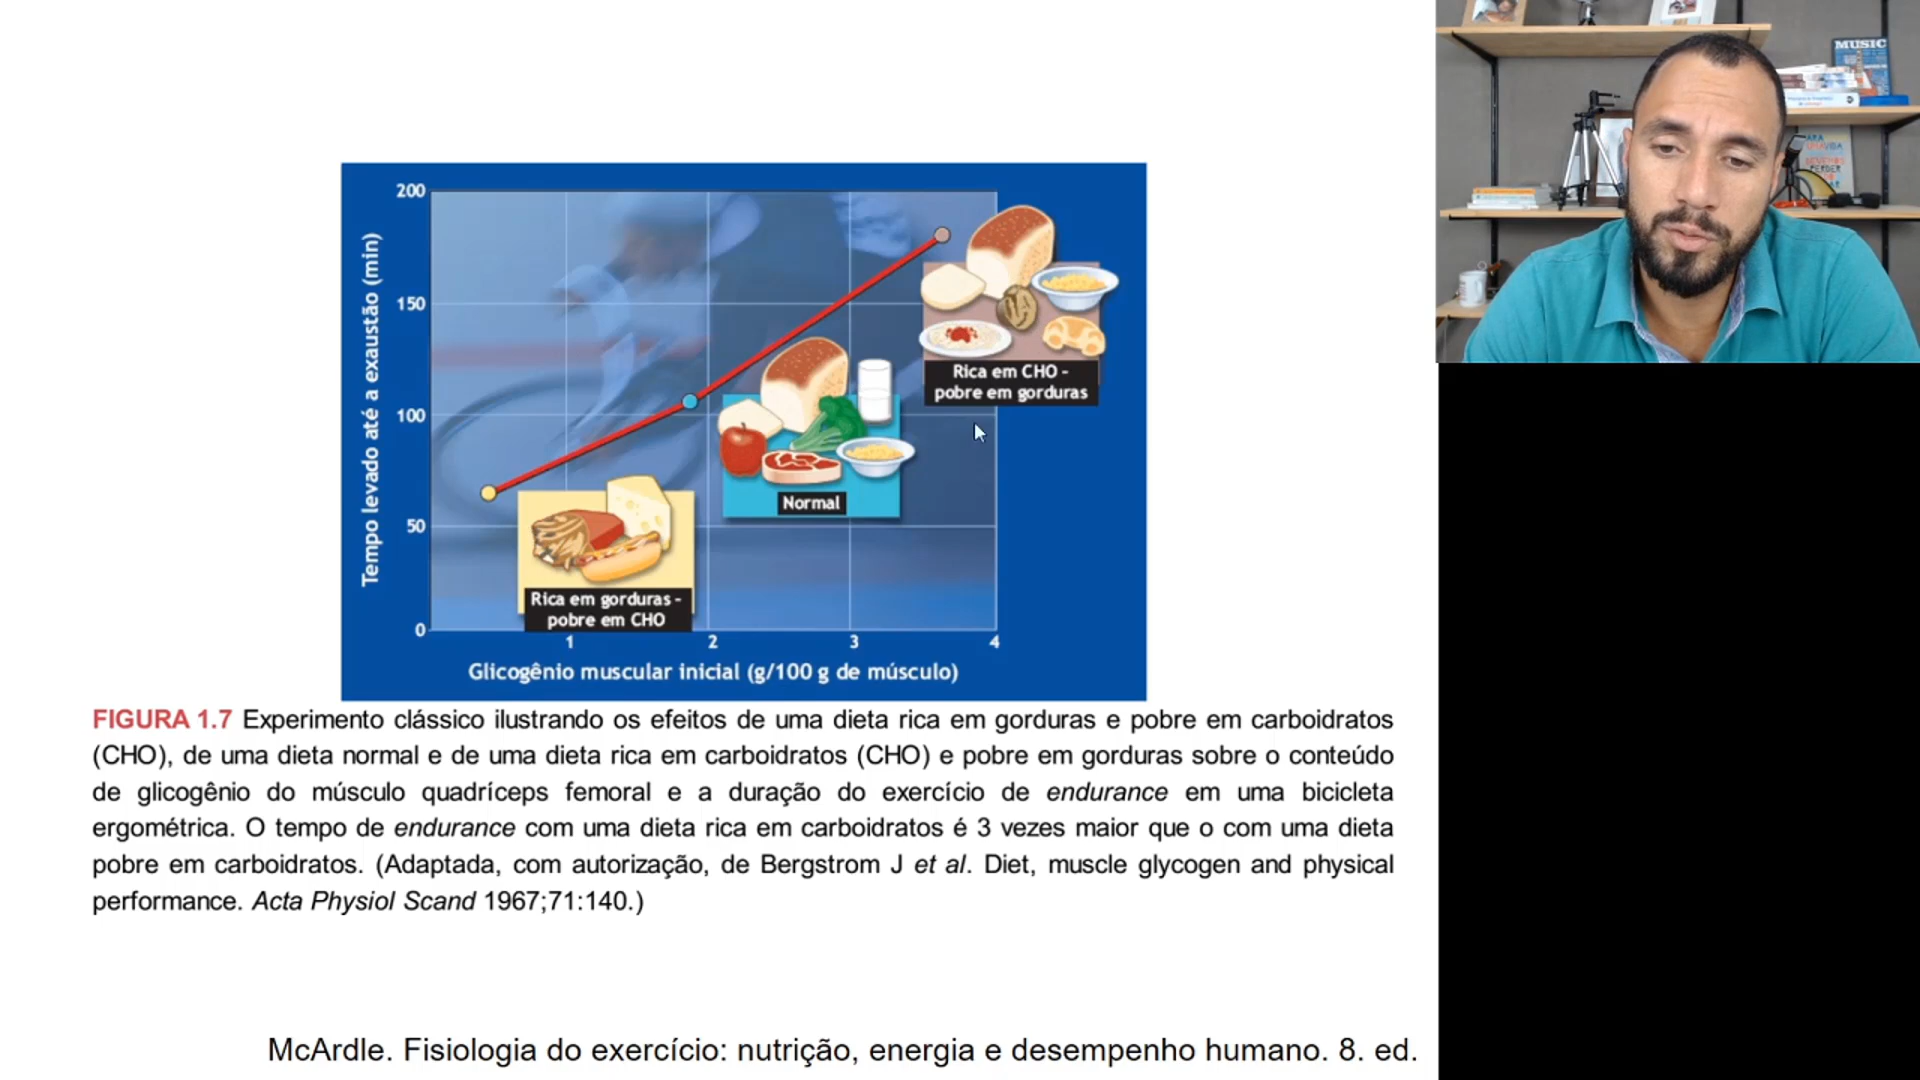 MUSIC
200
150
100
50
0
Tempo levado até a exaustão (min)
Rica em CHO -
pobre em gorduras
Normal
Rica em gorduras -
pobre em CHO
1 2 3 4
Glicogênio muscular inicial (g/100 g de músculo)
FIGURA 1.7 Experimento clássico ilustrando os efeitos de uma dieta rica em gorduras e pobre em carboidratos
(CHO), de uma dieta normal e de uma dieta rica em carboidratos (CHO) e pobre em gorduras sobre o conteúdo
de glicogênio do músculo quadríceps femoral e a duração do exercício de endurance em uma bicicleta
ergométrica. O tempo de endurance com uma dieta rica em carboidratos é 3 vezes maior que o com uma dieta
pobre em carboidratos. (Adaptada, com autorização, de Bergstrom J et al. Diet, muscle glycogen and physical
performance. Acta Physiol Scand 1967;71:140.)
McArdle. Fisiologia do exercício: nutrição, energia e desempenho humano. 8. ed.